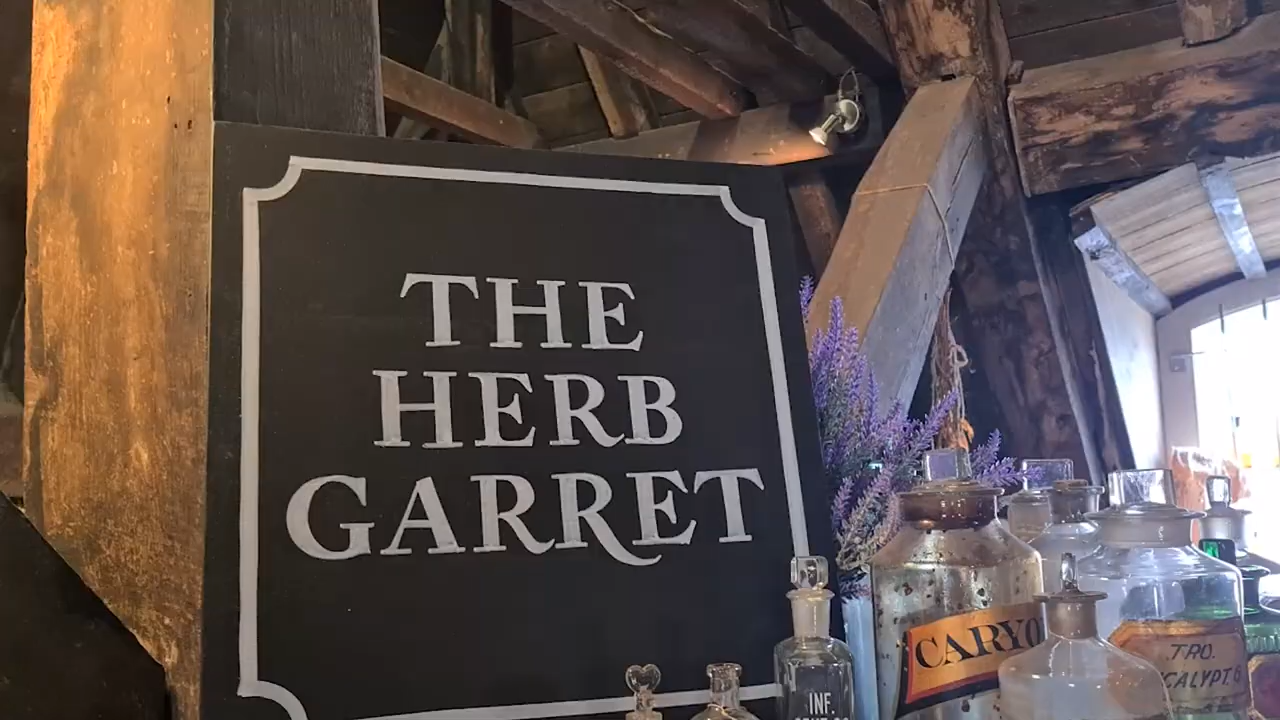 THE
HERB
GARRET
CARYO
TRO.
CALYPT.
INF.